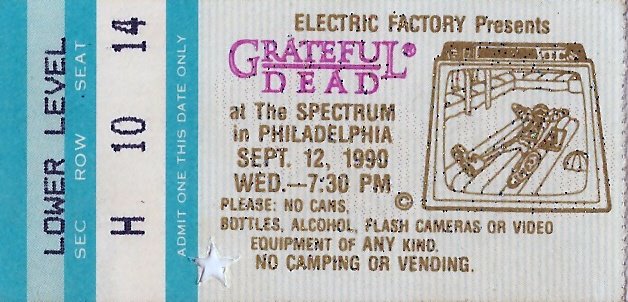 LOWER LEVEL
SEC ROW SEAT
H 10 14
ADMIT ONE THIS DATE ONLY
ELECTRIC FACTORY Presents
GRATEFUL®
DEAD
at The SPECTRUM
in PHILADELPHIA
SEPT. 12, 1990
WED.—7:30 PM
©
PLEASE: NO CANS,
BOTTLES, ALCOHOL, FLASH CAMERAS OR VIDEO
EQUIPMENT OF ANY KIND.
NO CAMPING OR VENDING.